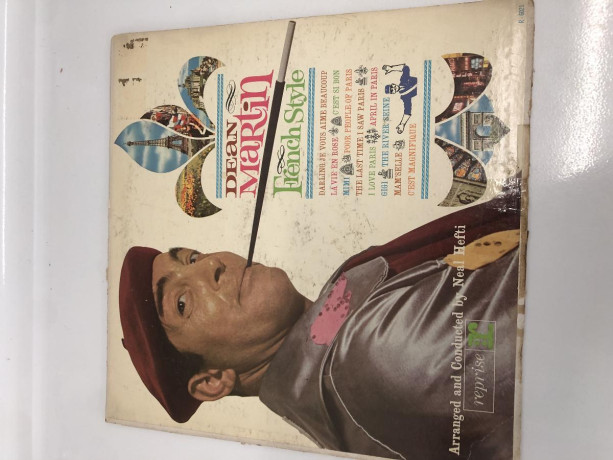 DEAN
MARTIN
French Style
DARLING, JE VOUS AIME BEAUCOUP
LA VIE EN ROSE C'EST SI BON
MIMI POOR PEOPLE OF PARIS
THE LAST TIME I SAW PARIS
I LOVE PARIS APRIL IN PARIS
GIGI THE RIVER SEINE
MAM'SELLE
C'EST MAGNIFIQUE
Arranged and Conducted by Neal Hefti
reprise